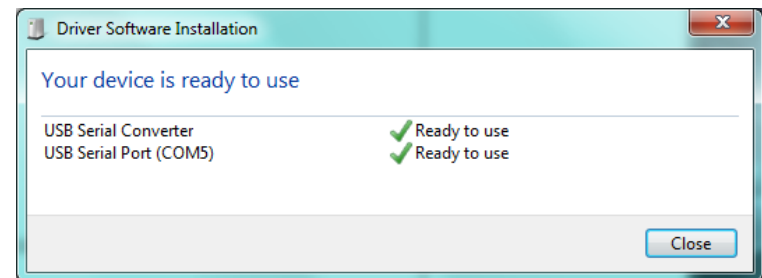 Driver Software Installation
Your device is ready to use
USB Serial Converter Ready to use
USB Serial Port (COM5) Ready to use
Close